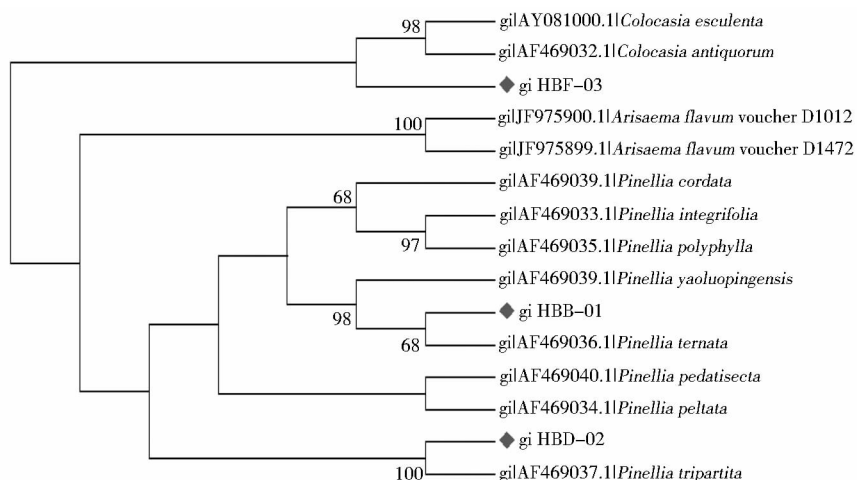 98
gi|AY081000.1|Colocasia esculenta
gi|AF469032.1|Colocasia antiquorum
gi HBF-03
100
gi|JF975900.1|Arisaema flavum voucher D1012
gi|JF975899.1|Arisaema flavum voucher D1472
68
gi|AF469039.1|Pinellia cordata
gi|AF469033.1|Pinellia integrifolia
97
gi|AF469035.1|Pinellia polyphylla
gi|AF469039.1|Pinellia yaoluopingensis
98
gi HBB-01
68
gi|AF469036.1|Pinellia ternata
gi|AF469040.1|Pinellia pedatisecta
gi|AF469034.1|Pinellia peltata
gi HBD-02
100
gi|AF469037.1|Pinellia tripartita